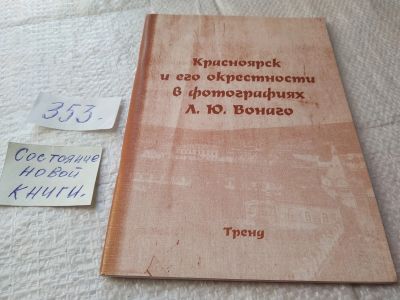 353.
Состояние
новой
книги.
Красноярск
и его окрестности
в фотографиях
Л. Ю. Вонаго
Тренд